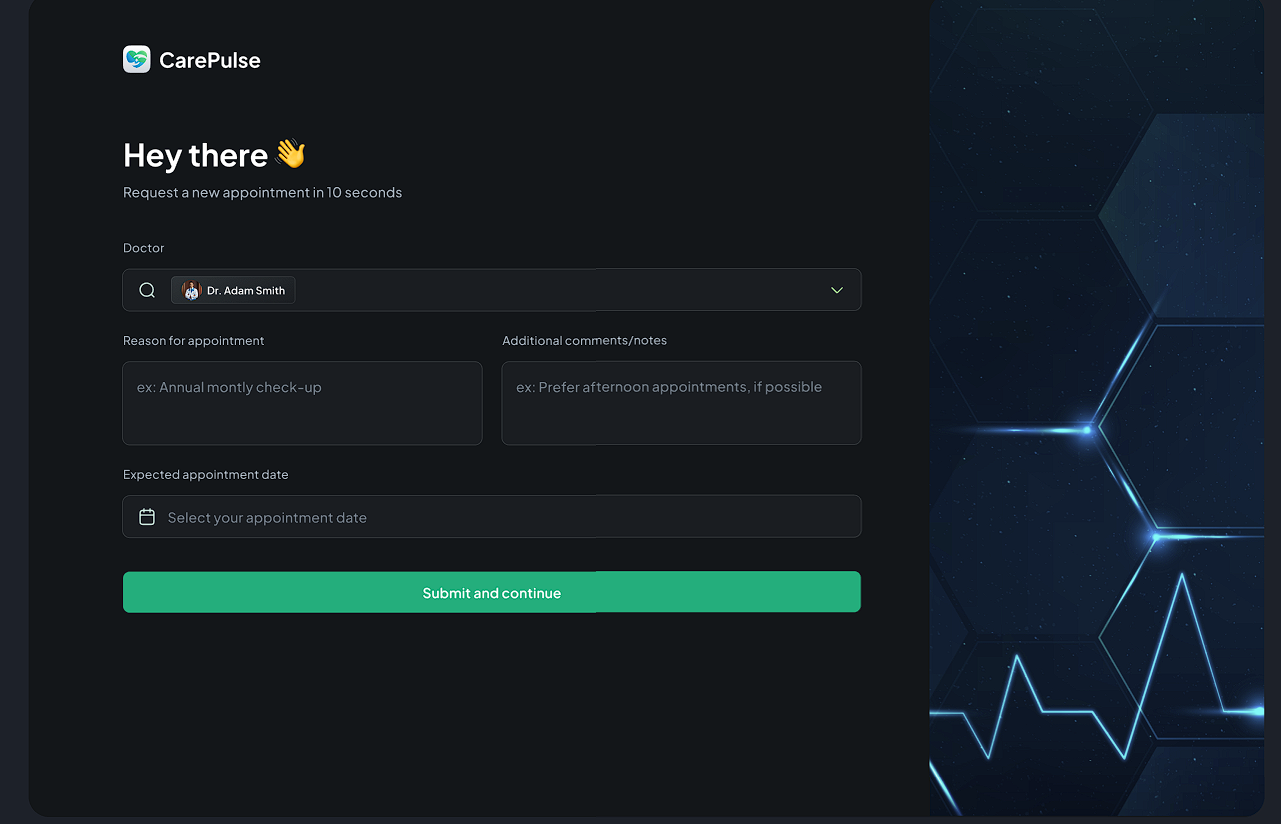 CarePulse
Hey there 👋
Request a new appointment in 10 seconds
Doctor
Dr. Adam Smith
Reason for appointment
Additional comments/notes
ex: Annual montly check-up
ex: Prefer afternoon appointments, if possible
Expected appointment date
Select your appointment date
Submit and continue